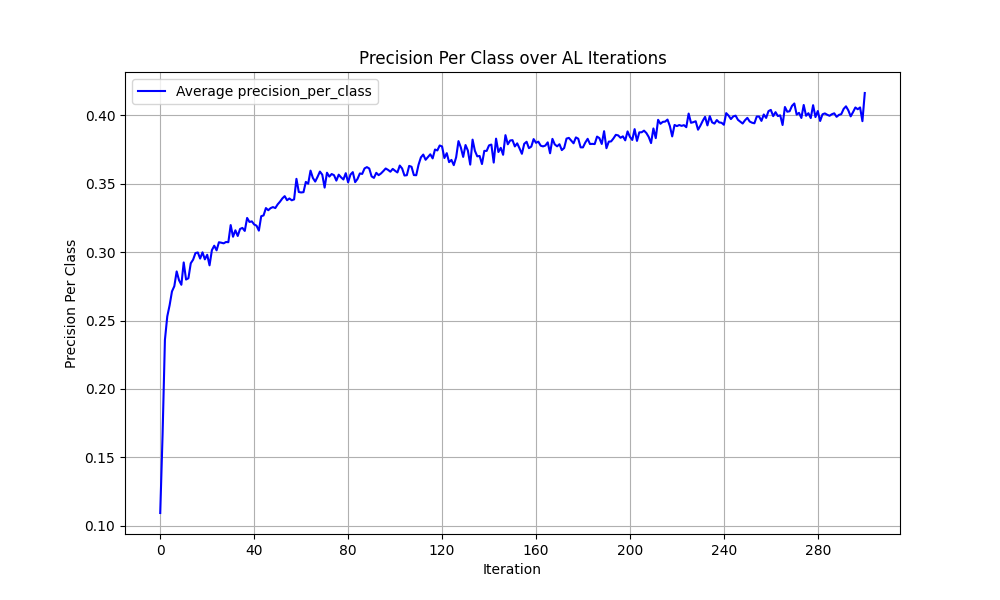 Precision Per Class over AL Iterations
Average precision_per_class
0.40
0.35
0.30
0.25
0.20
0.15
0.10
Precision Per Class
0 40 80 120 160 200 240 280
Iteration